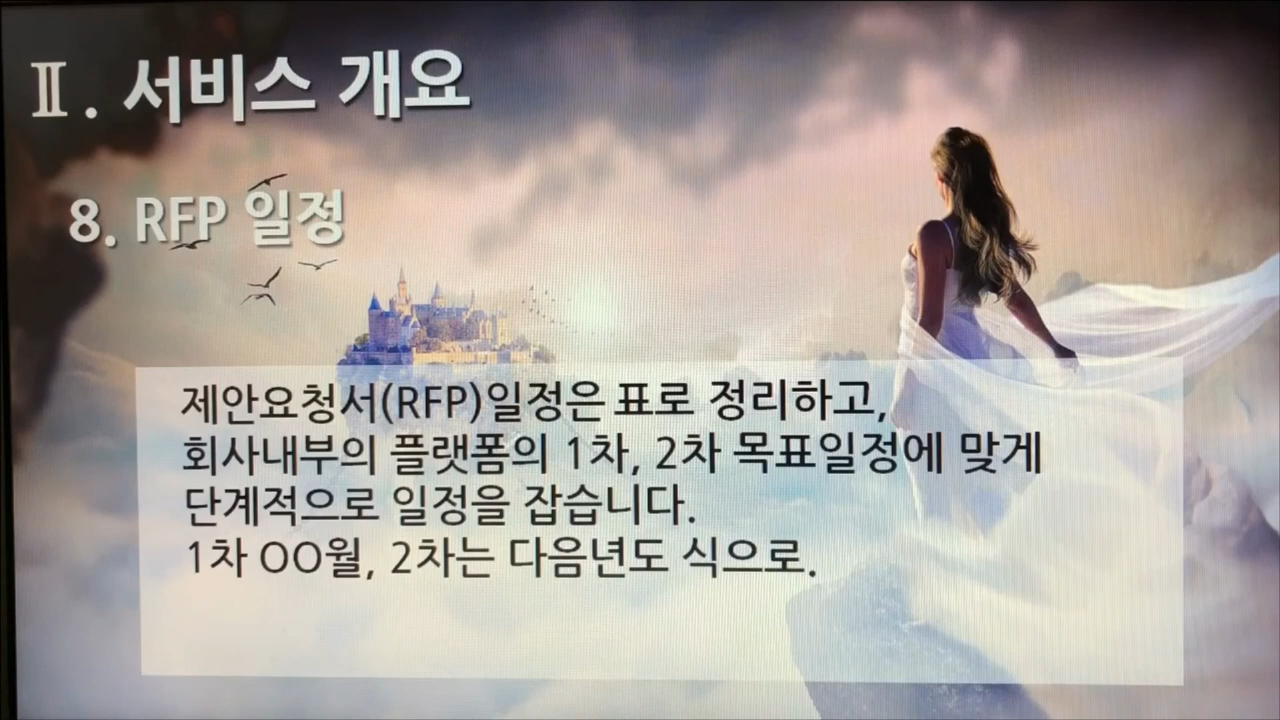 Ⅱ. 서비스 개요
8. RFP 일정
제안요청서(RFP)일정은 표로 정리하고,
회사내부의 플랫폼의 1차, 2차 목표일정에 맞게
단계적으로 일정을 잡습니다.
1차 OO월, 2차는 다음년도 식으로.